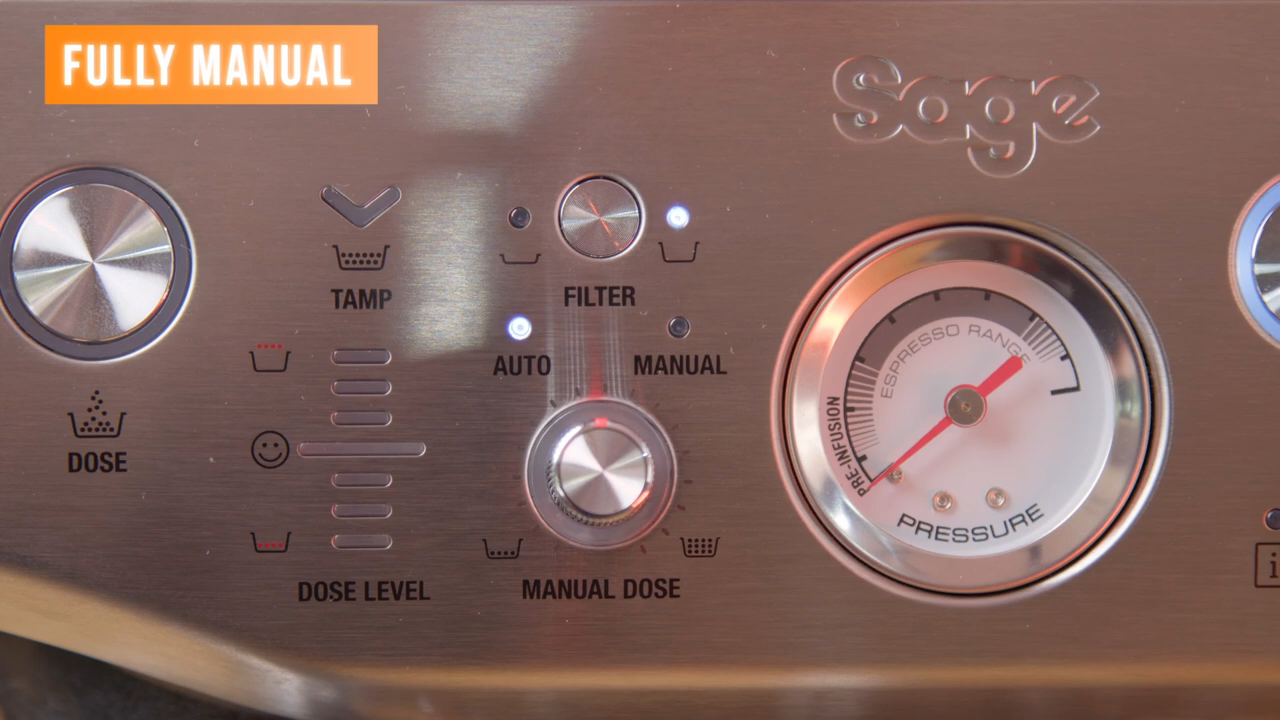 FULLY MANUAL
sage
TAMP
FILTER
AUTO
MANUAL
DOSE
DOSE LEVEL
MANUAL DOSE
ESPRESSO RANGE
PRE-INFUSION
PRESSURE
i